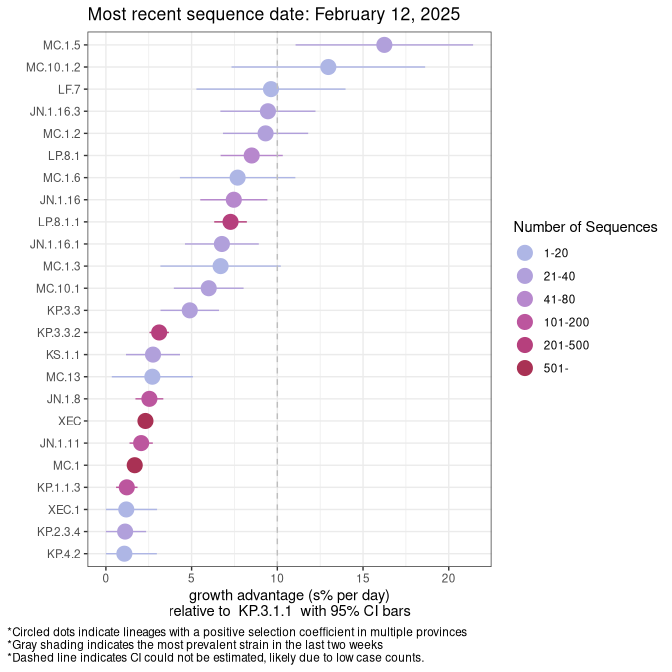 Most recent sequence date: February 12, 2025
MC.1.5
MC.10.1.2
LF.7
JN.1.16.3
MC.1.2
LP.8.1
MC.1.6
JN.1.16
LP.8.1.1
JN.1.16.1
MC.1.3
MC.10.1
KP.3.3
KP.3.3.2
KS.1.1
MC.13
JN.1.8
XEC
JN.1.11
MC.1
KP.1.1.3
XEC.1
KP.2.3.4
KP.4.2
0 5 10 15 20
growth advantage (s% per day)
relative to KP.3.1.1 with 95% CI bars
Number of Sequences
1-20
21-40
41-80
101-200
201-500
501-
*Circled dots indicate lineages with a positive selection coefficient in multiple provinces
*Gray shading indicates the most prevalent strain in the last two weeks
*Dashed line indicates CI could not be estimated, likely due to low case counts.